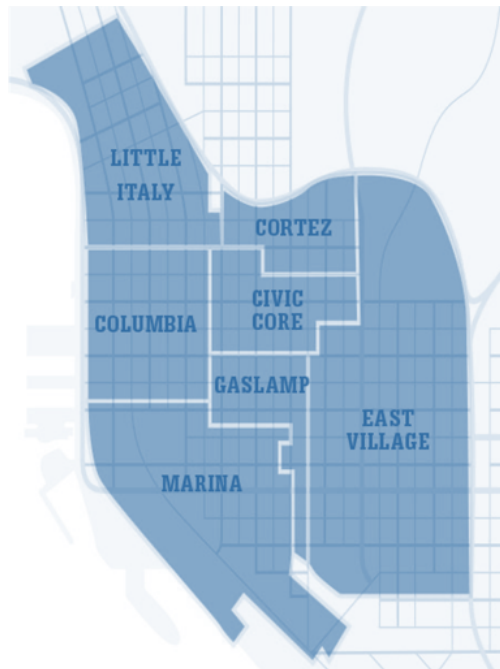 LITTLE
ITALY
CORTEZ
CIVIC
CORE
COLUMBIA
GASLAMP
EAST
VILLAGE
MARINA